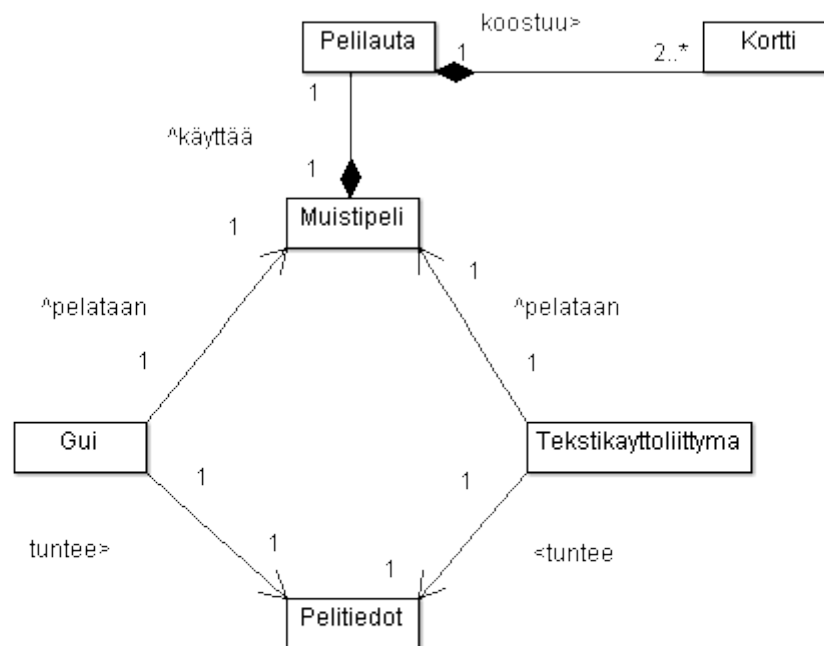 koostuu>
Pelilauta
Kortti
1
2..*
1
^käyttää
1
Muistipeli
1
1
^pelataan
^pelataan
1
1
Gui
Tekstikayttoliittyma
1
1
tuntee>
1
<tuntee
1
Pelitiedot